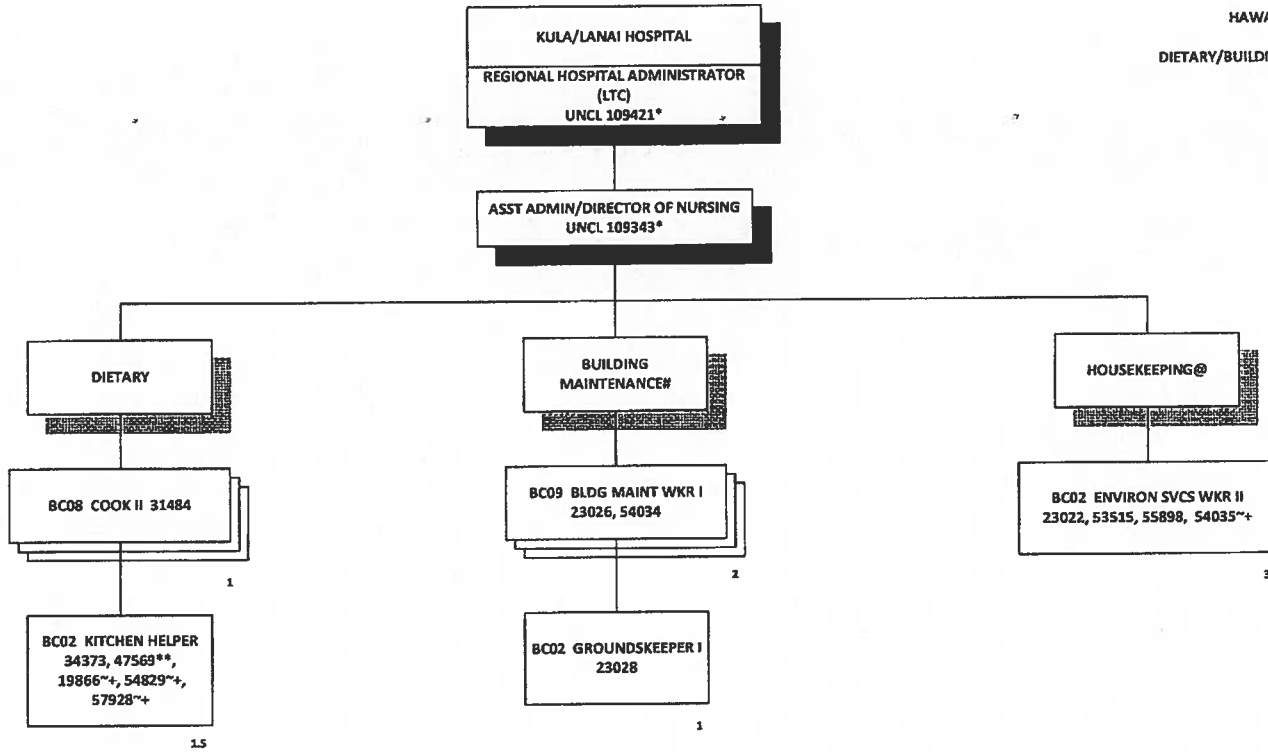 HAWA
DIETARY/BUILDI
KULA/LANAI HOSPITAL
REGIONAL HOSPITAL ADMINISTRATOR
(LTC)
UNCL 109421*
ASST ADMIN/DIRECTOR OF NURSING
UNCL 109343*
DIETARY
BUILDING
MAINTENANCE#
HOUSEKEEPING@
BC08 COOK II 31484
1
BC09 BLDG MAINT WKR I
23026, 54034
2
BC02 ENVIRON SVCS WKR II
23022, 53515, 55898, 54035~+
3
BC02 KITCHEN HELPER
34373, 47569**,
19866~+, 54829~+,
57928~+
1.5
BC02 GROUNDSKEEPER I
23028
1